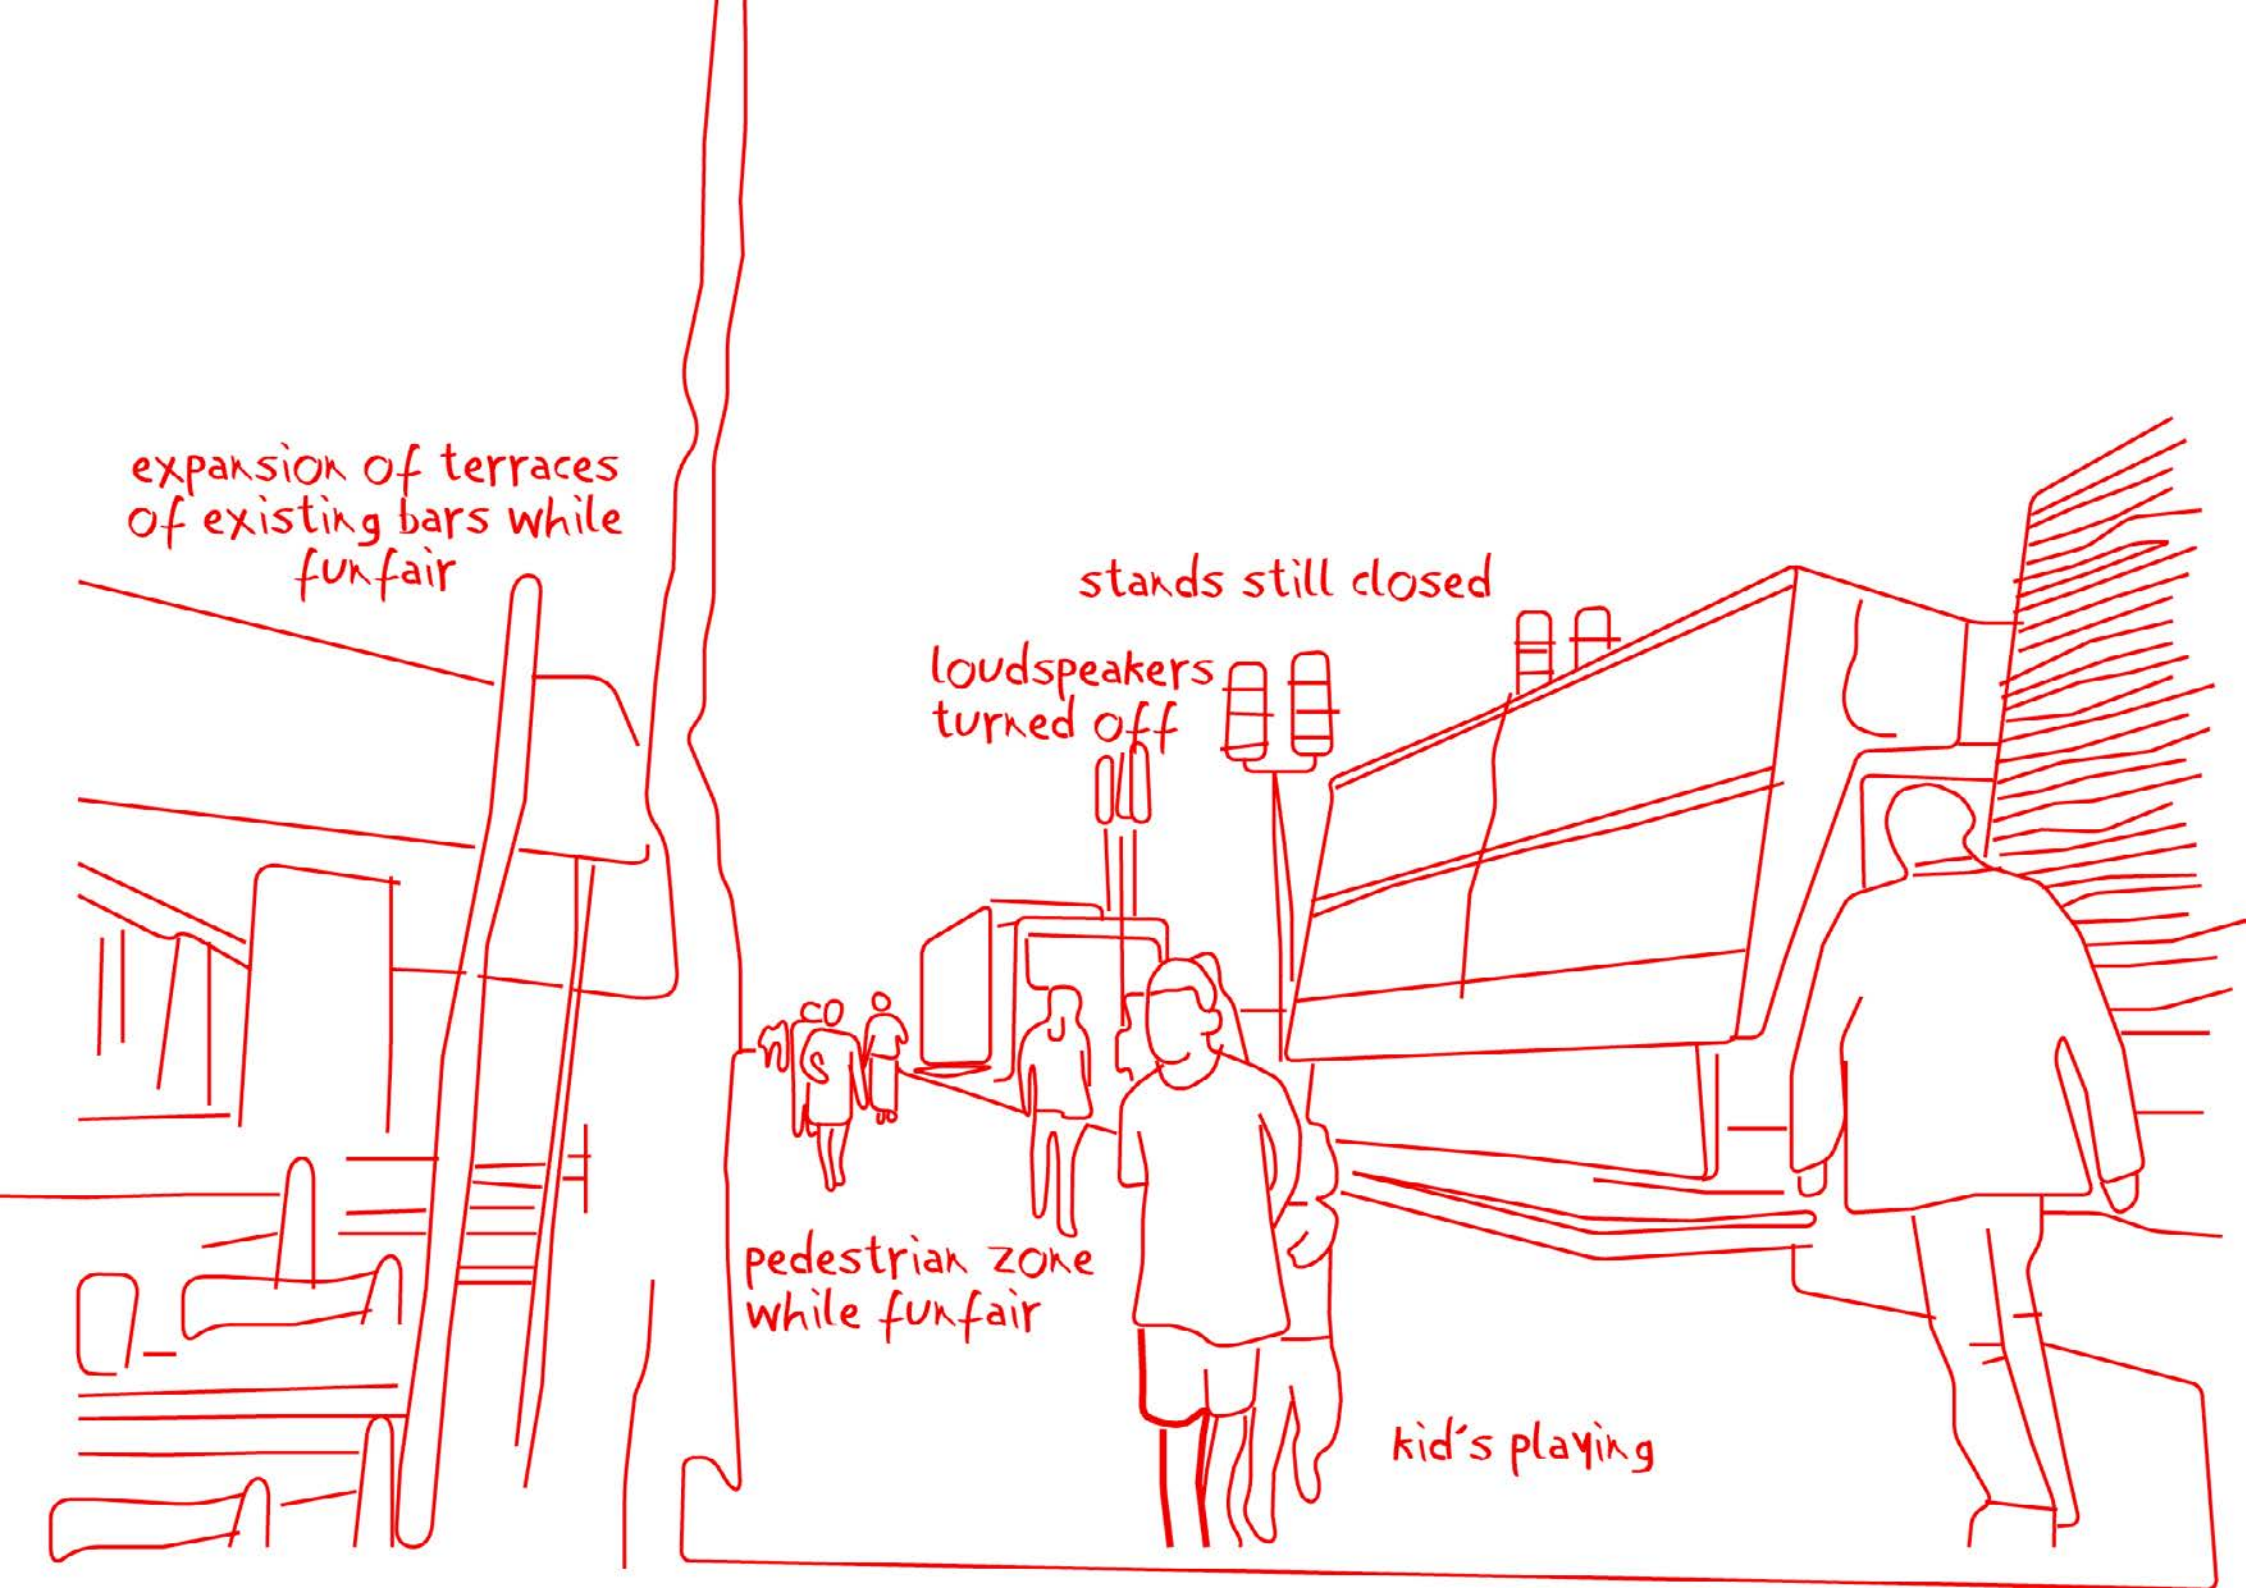 expansion of terraces
of existing bars while
funfair
stands still closed
loudspeakers
turned off
pedestrian zone
while funfair
kid's playing